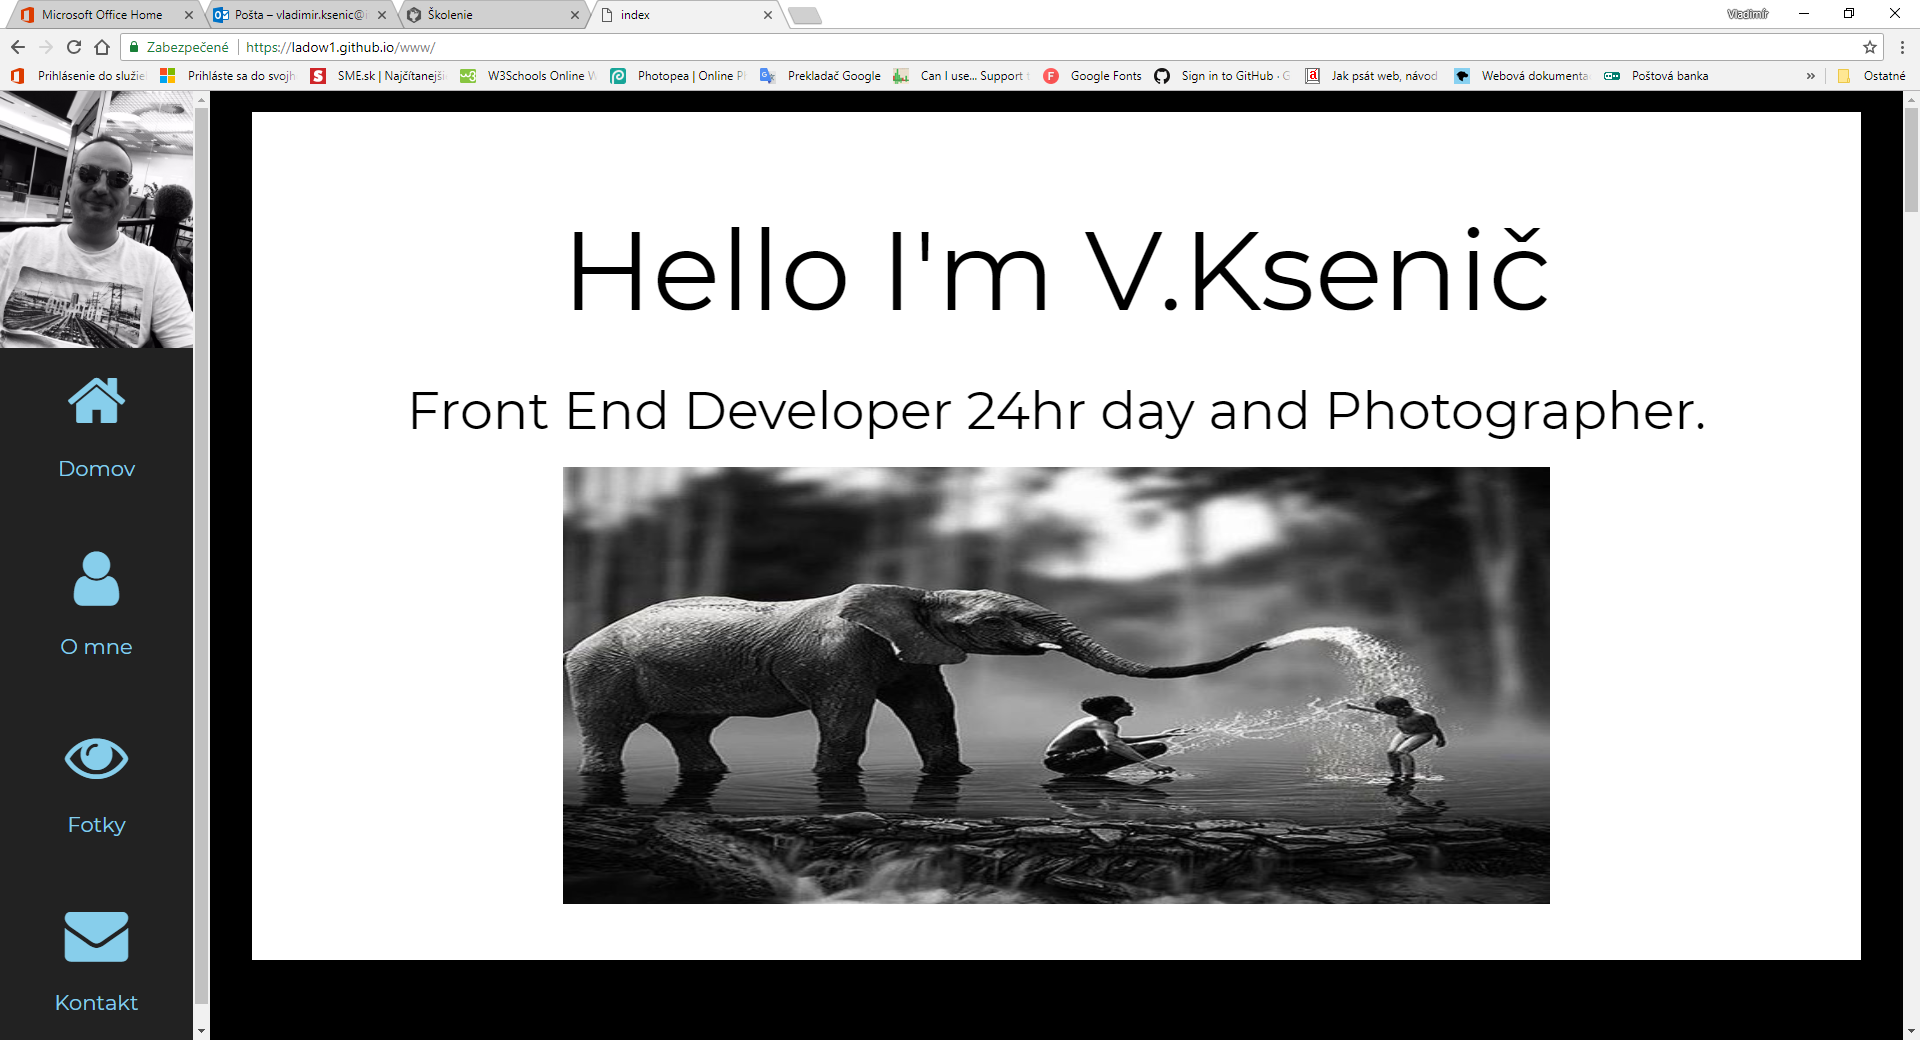 Microsoft Office Home
Pošta – vladimir.ksenic@
Školenie
index
Vladimír
Zabezpečené
https://ladow1.github.io/www/
Prihlásenie do služie
Prihláste sa do svojh
SME.sk | Najčítanejši
W3Schools Online W
Photopea | Online P
Prekladač Google
Can I use... Support t
Google Fonts
Sign in to GitHub · G
Jak psát web, návod
Webová dokumenta
Poštová banka
»
Ostatné
Hello I'm V.Ksenič
Front End Developer 24hr day and Photographer.
Domov
O mne
Fotky
Kontakt